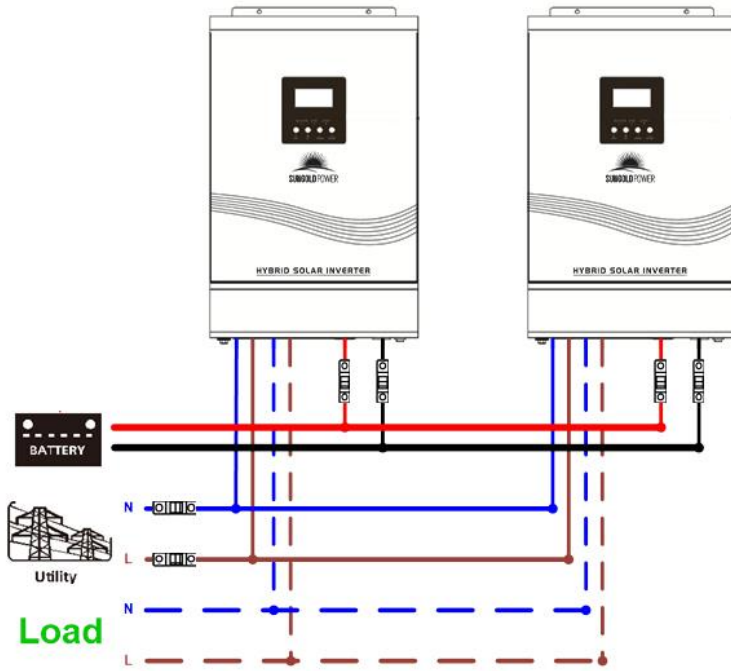 SUNGOLDPOWER
HYBRID SOLAR INVERTER
SUNGOLDPOWER
HYBRID SOLAR INVERTER
BATTERY
N
L
Utility
N
L
Load